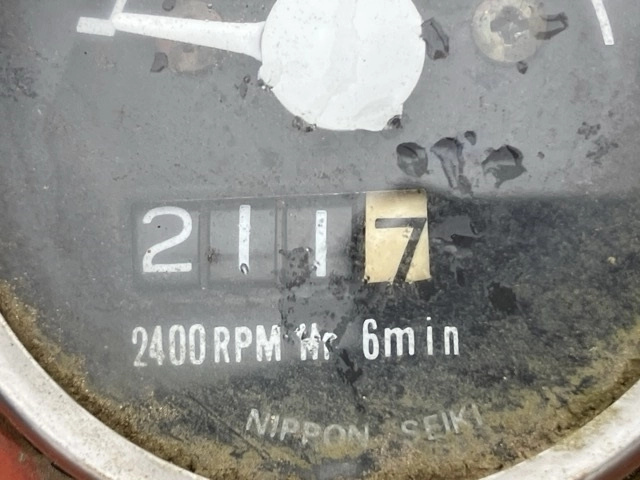 2117
2400 RPM Hr 6min
NIPPON SEIKI